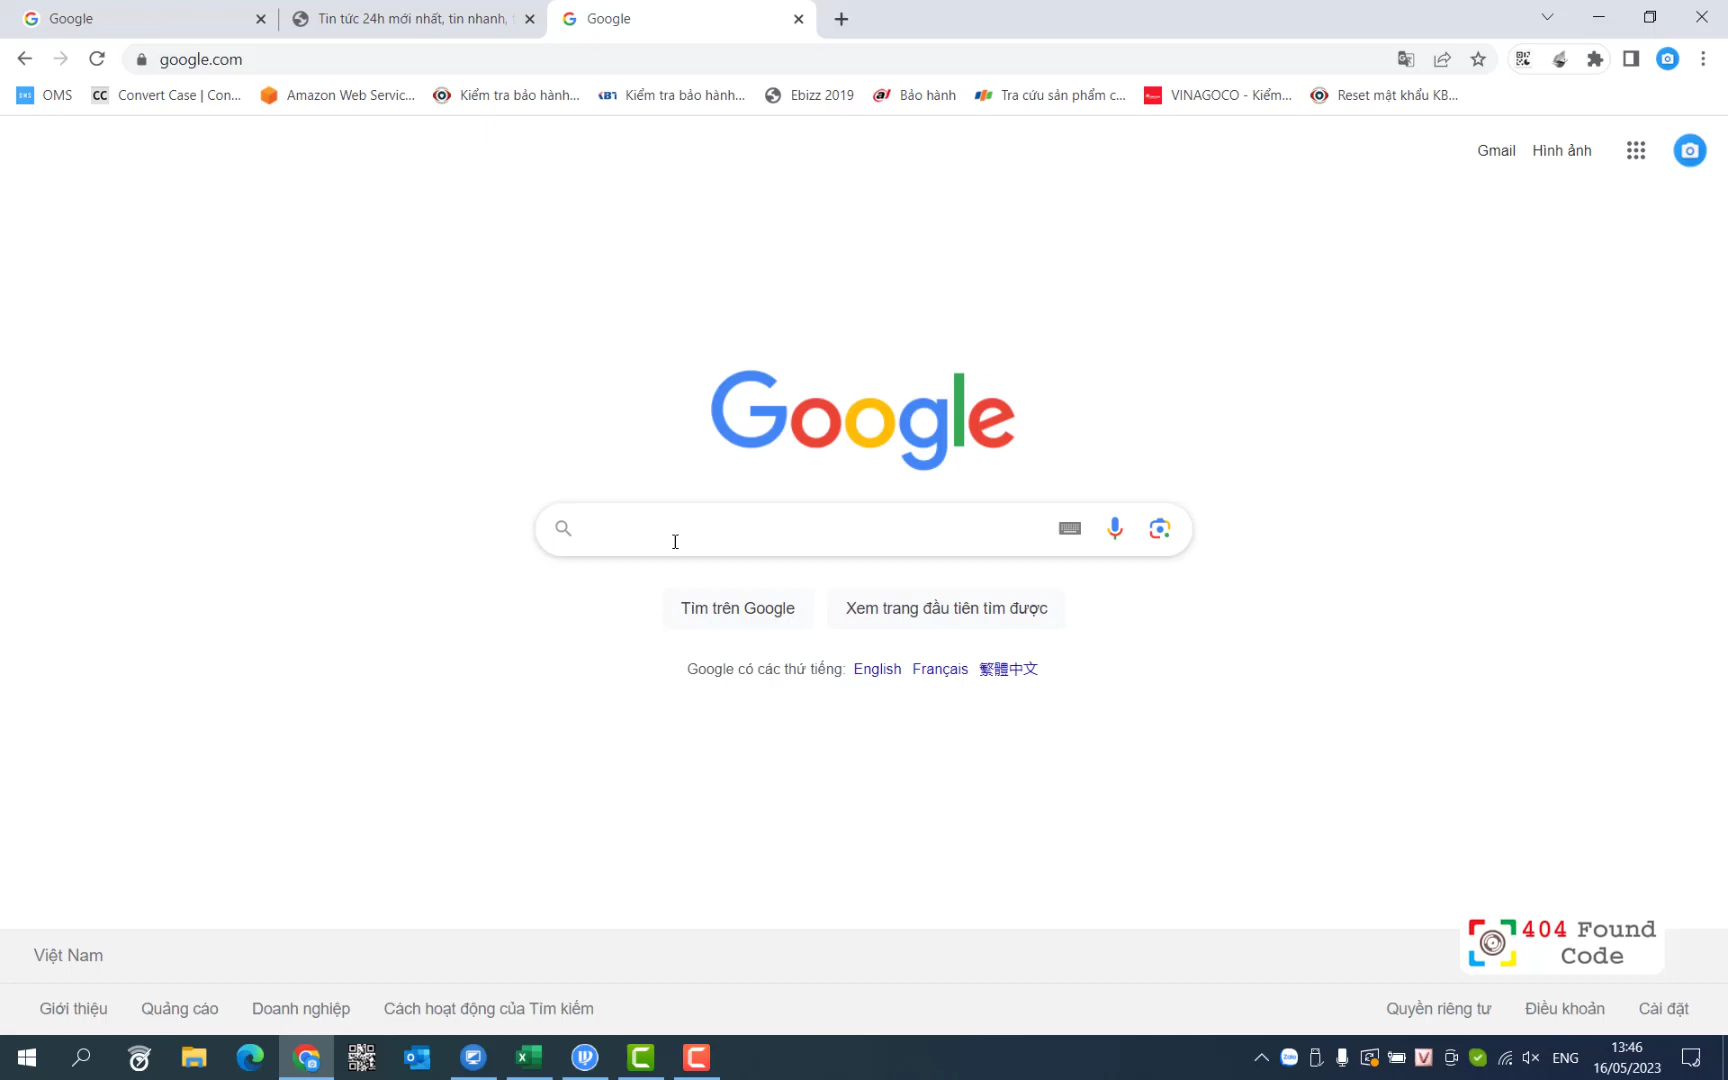 Google
Tin tức 24h mới nhất, tin nhanh,
Google
google.com
OMS
CC
Convert Case | Con...
Amazon Web Servic...
Kiểm tra bảo hành...
Kiểm tra bảo hành...
Ebizz 2019
Bảo hành
Tra cứu sản phẩm c...
VINAGOCO - Kiểm...
Reset mật khẩu KB...
Gmail
Hình ảnh
Google
Tìm trên Google
Xem trang đầu tiên tìm được
Google có các thứ tiếng: English Français 繁體中文
404 Found
Code
Việt Nam
Giới thiệu
Quảng cáo
Doanh nghiệp
Cách hoạt động của Tìm kiếm
Quyền riêng tư
Điều khoản
Cài đặt
ENG
13:46
16/05/2023